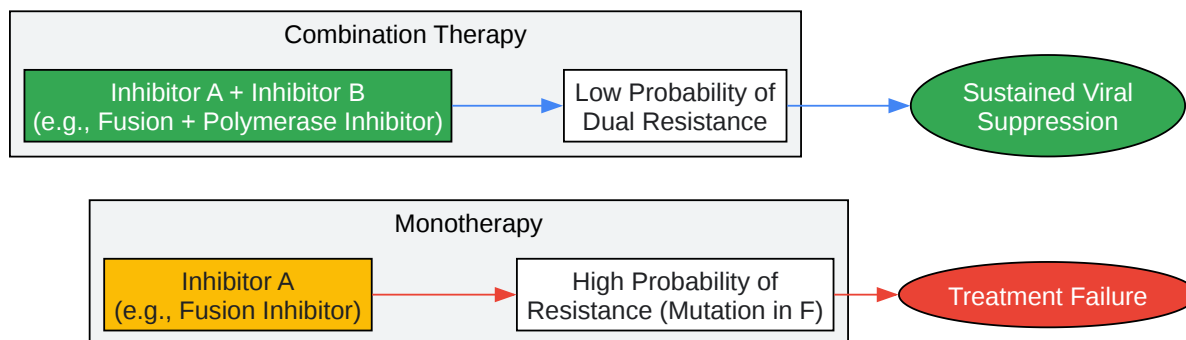 Combination Therapy
Inhibitor A + Inhibitor B
(e.g., Fusion + Polymerase Inhibitor)
Low Probability of
Dual Resistance
Sustained Viral
Suppression
Monotherapy
Inhibitor A
(e.g., Fusion Inhibitor)
High Probability of
Resistance (Mutation in F)
Treatment Failure